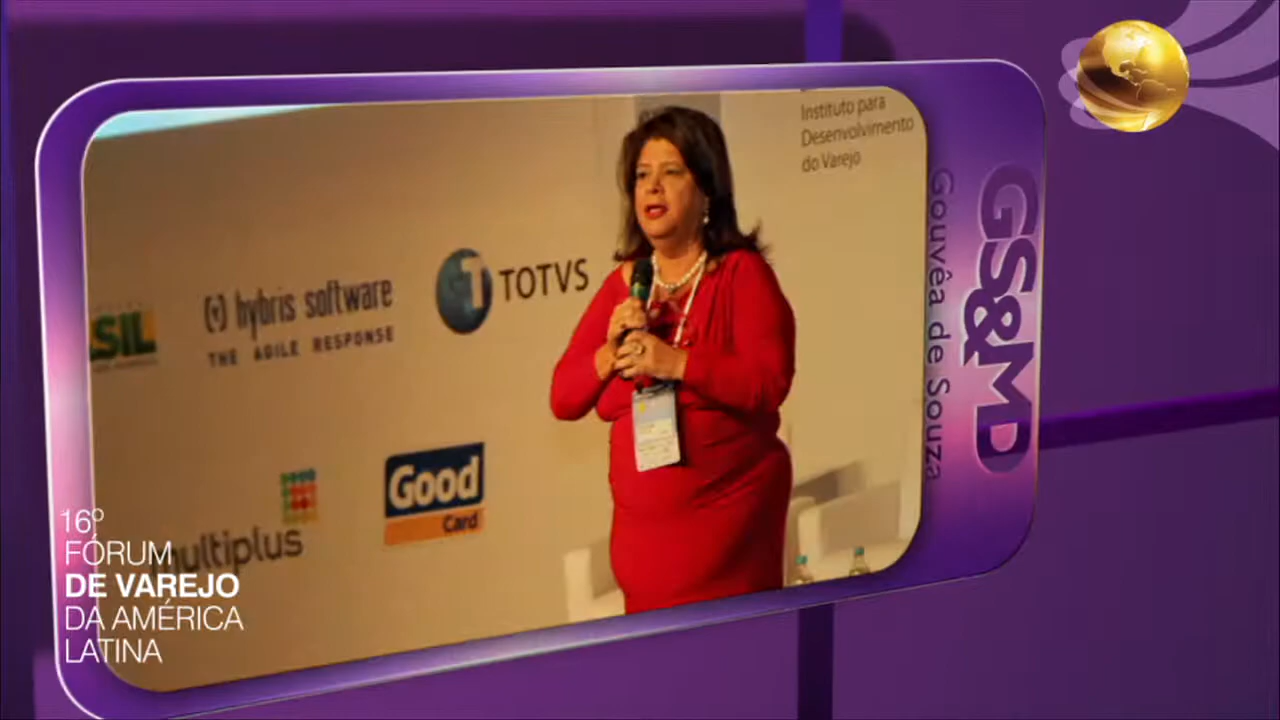 Instituto para
Desenvolvimento
do Varejo
SIL
hybris software
THE AGILE RESPONSE
TOTVS
Good
Card
multiplus
GS&MD
Gouvêa de Souza
16º
FÓRUM
DE VAREJO
DA AMÉRICA
LATINA